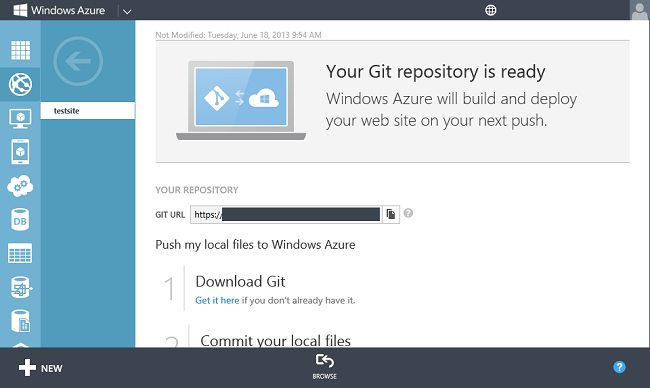 Windows Azure
Not Modified: Tuesday, June 18, 2013 9:54 AM
Your Git repository is ready
Windows Azure will build and deploy
your web site on your next push.
testsite
DB
YOUR REPOSITORY
GIT URL https://
Push my local files to Windows Azure
1 Download Git
Get it here if you don't already have it.
2 Commit your local files
NEW
BROWSE